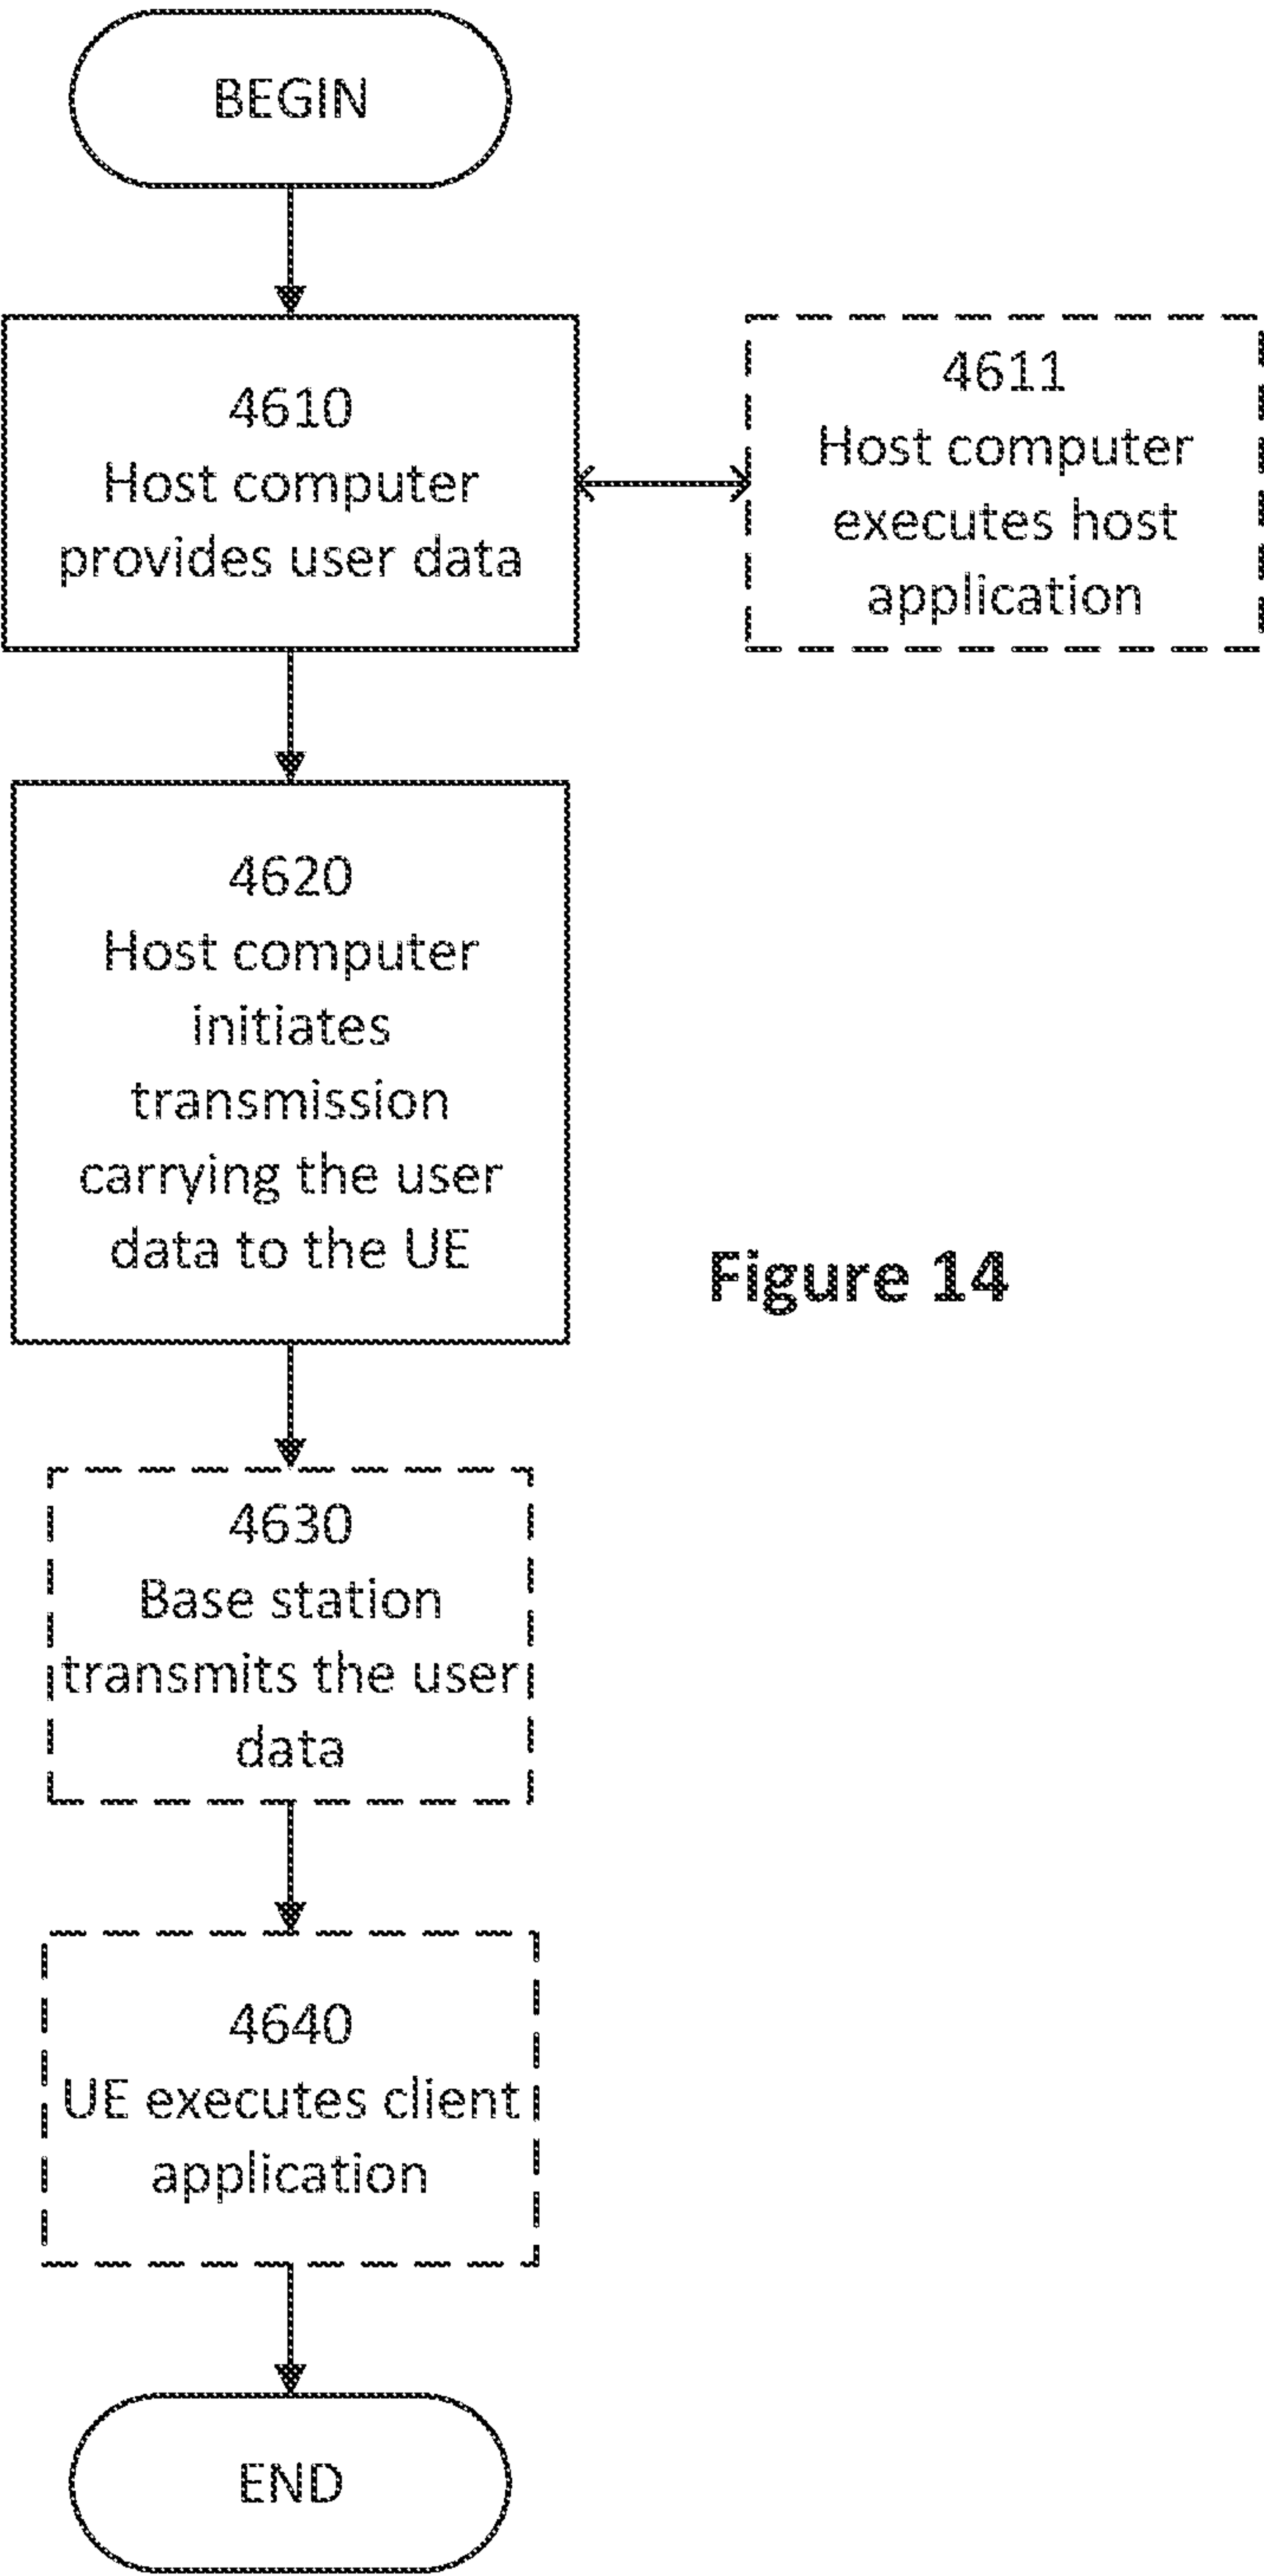 BEGIN
4610
Host computer
provides user data
4611
Host computer
executes host
application
4620
Host computer
initiates
transmission
carrying the user
data to the UE
Figure 14
4630
Base station
transmits the user
data
4640
UE executes client
application
END